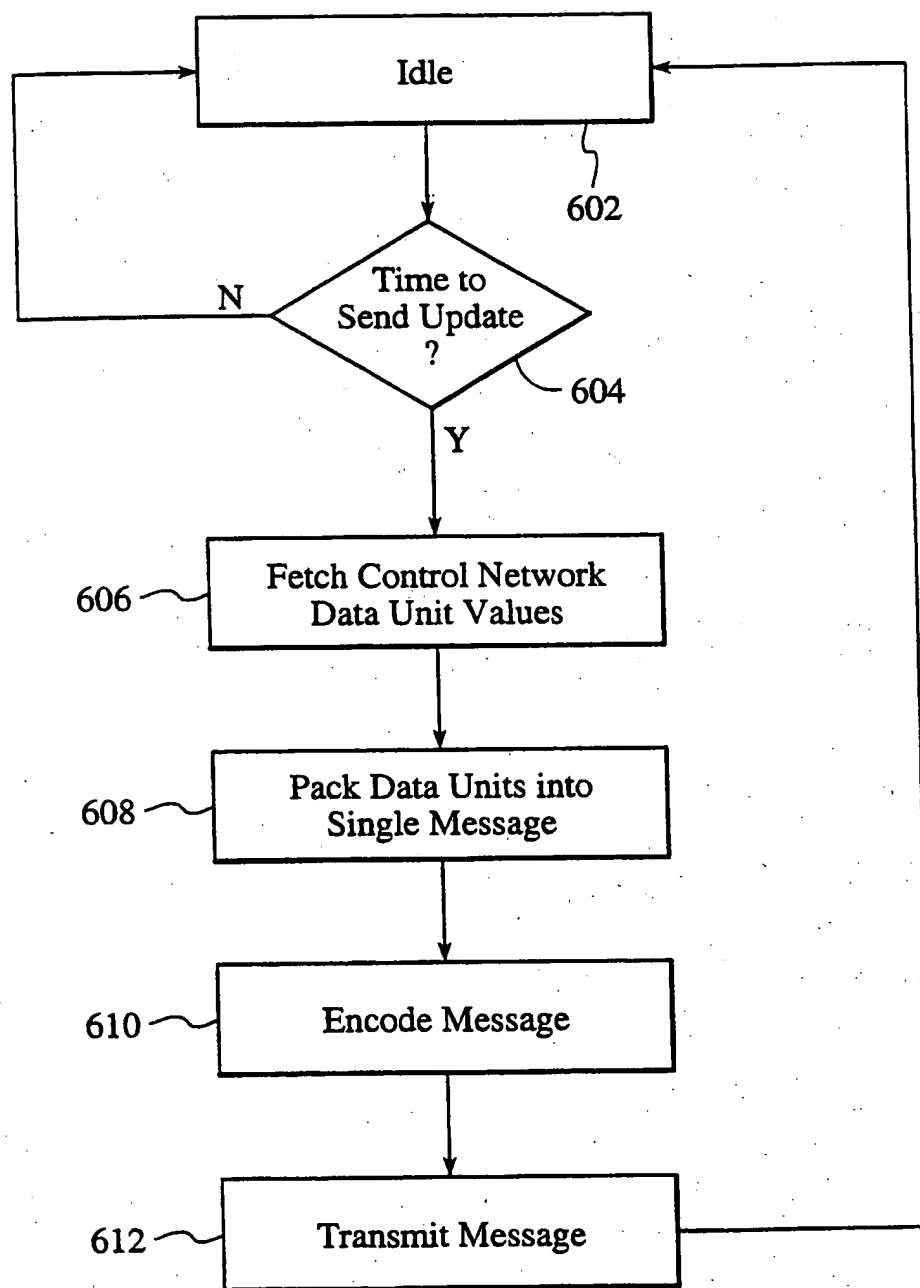 Idle
602
Time to
Send Update
?
N
604
Y
606
Fetch Control Network
Data Unit Values
608
Pack Data Units into
Single Message
610
Encode Message
612
Transmit Message